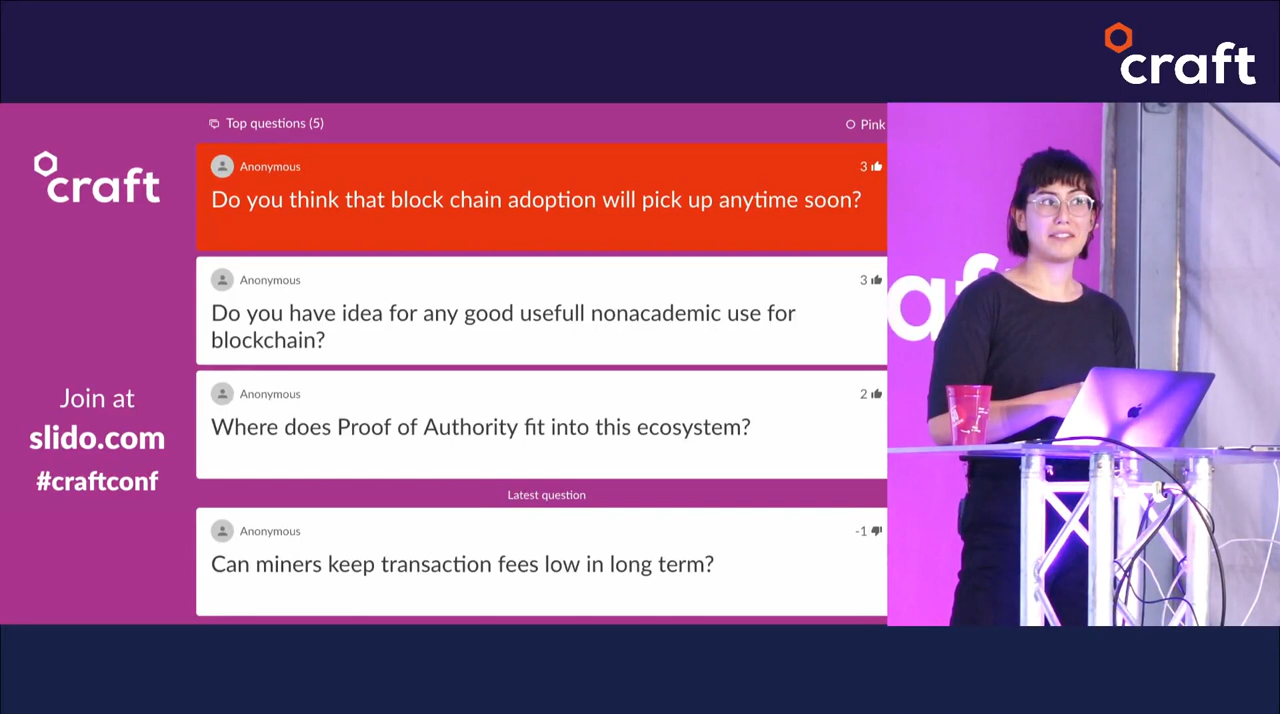 craft
Top questions (5)
Pink
craft
Anonymous
3
Do you think that block chain adoption will pick up anytime soon?
Anonymous
3
Do you have idea for any good usefull nonacademic use for
blockchain?
Anonymous
2
Where does Proof of Authority fit into this ecosystem?
Join at
slido.com
#craftconf
Latest question
Anonymous
-1
Can miners keep transaction fees low in long term?